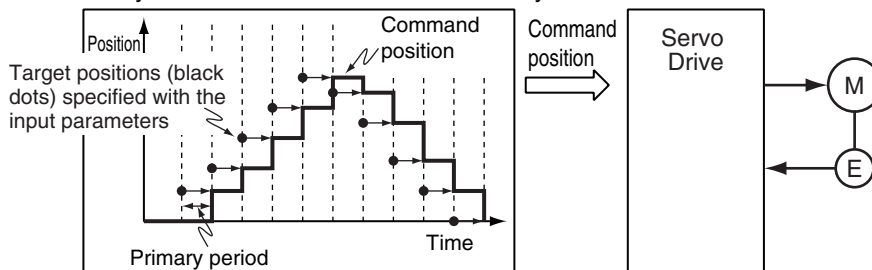 Position
Command
position
Target positions (black
dots) specified with the
input parameters
Primary period
Time
Command
position
Servo
Drive
M
E